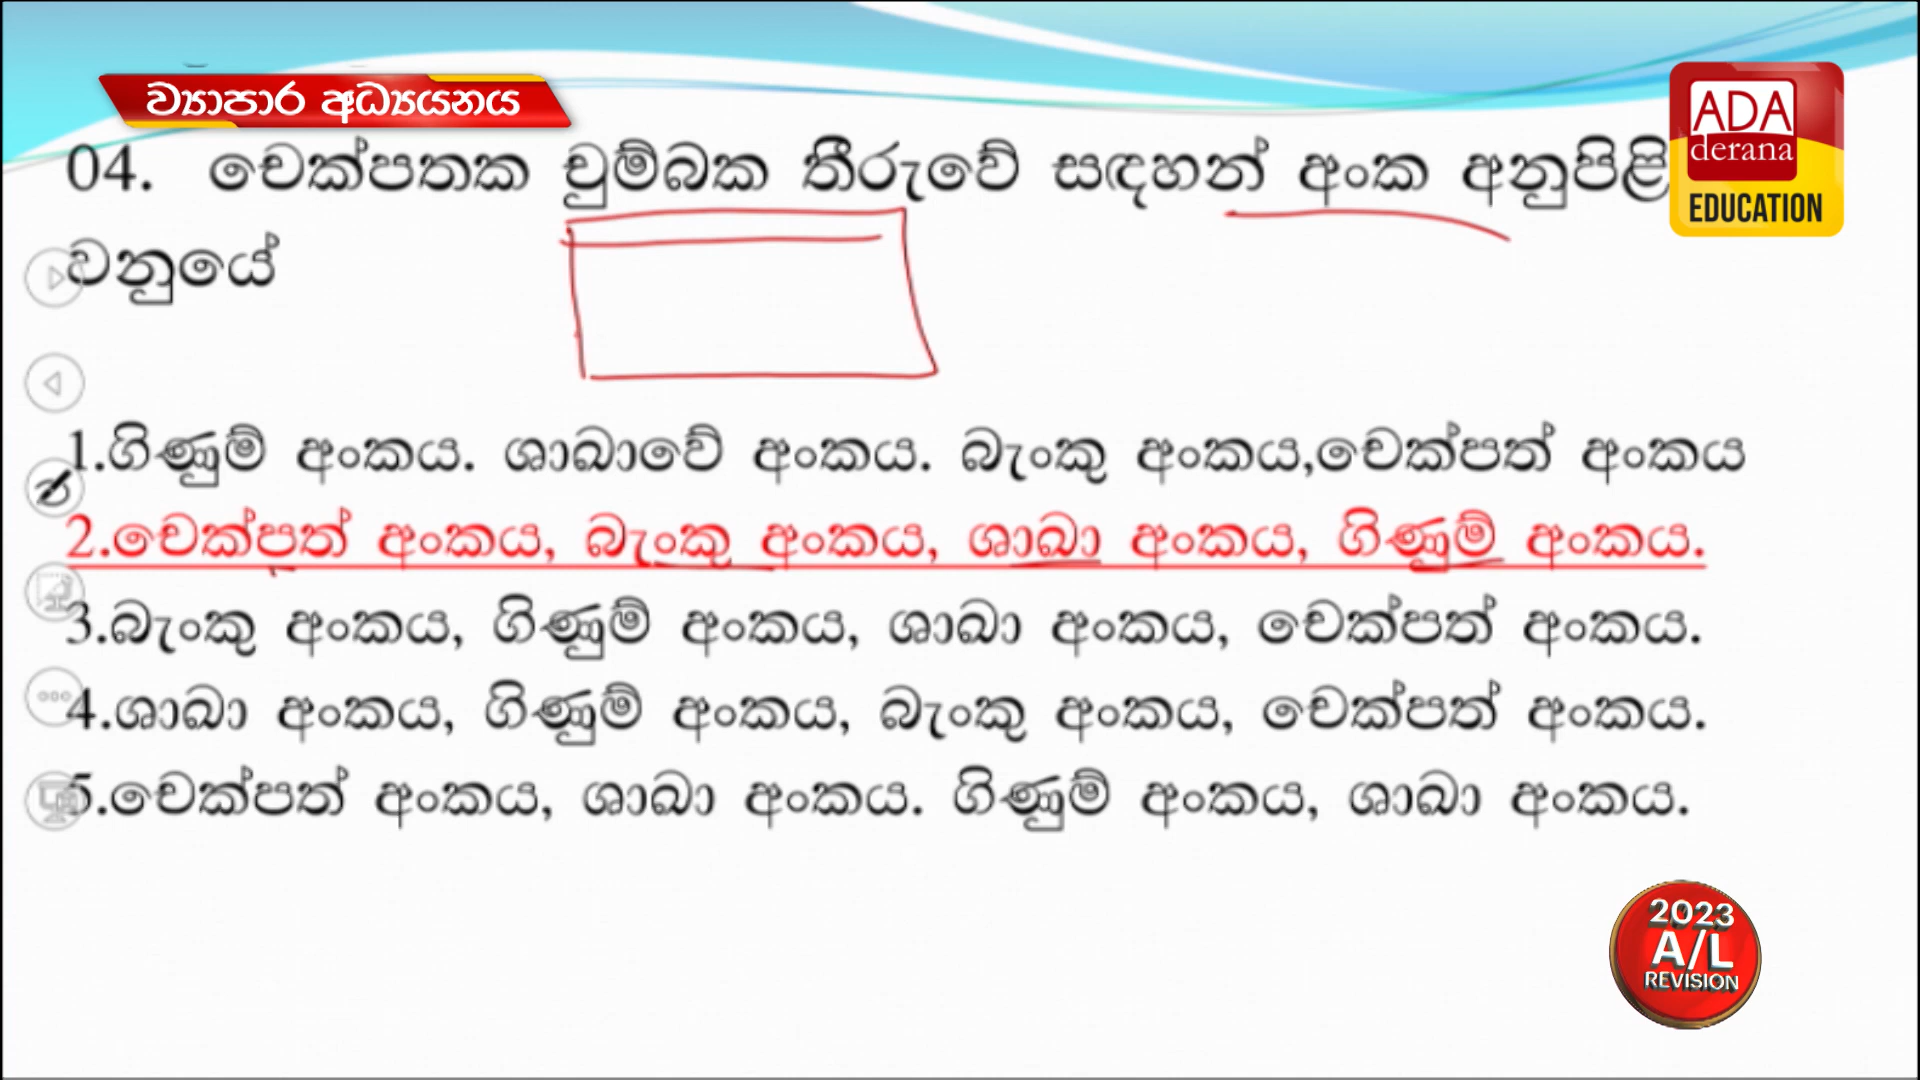 ව්‍යාපාර අධ්‍යයනය
ADA
derana
EDUCATION
04. චෙක්පතක චුම්බක තීරුවේ සඳහන් අංක අනුපිළි
වනුයේ
1.ගිණුම් අංකය. ශාඛාවේ අංකය. බැංකු අංකය,චෙක්පත් අංකය
2.චෙක්පත් අංකය, බැංකු අංකය, ශාඛා අංකය, ගිණුම් අංකය.
3.බැංකු අංකය, ගිණුම් අංකය, ශාඛා අංකය, චෙක්පත් අංකය.
4.ශාඛා අංකය, ගිණුම් අංකය, බැංකු අංකය, චෙක්පත් අංකය.
5.චෙක්පත් අංකය, ශාඛා අංකය. ගිණුම් අංකය, ශාඛා අංකය.
2023
A/L
REVISION